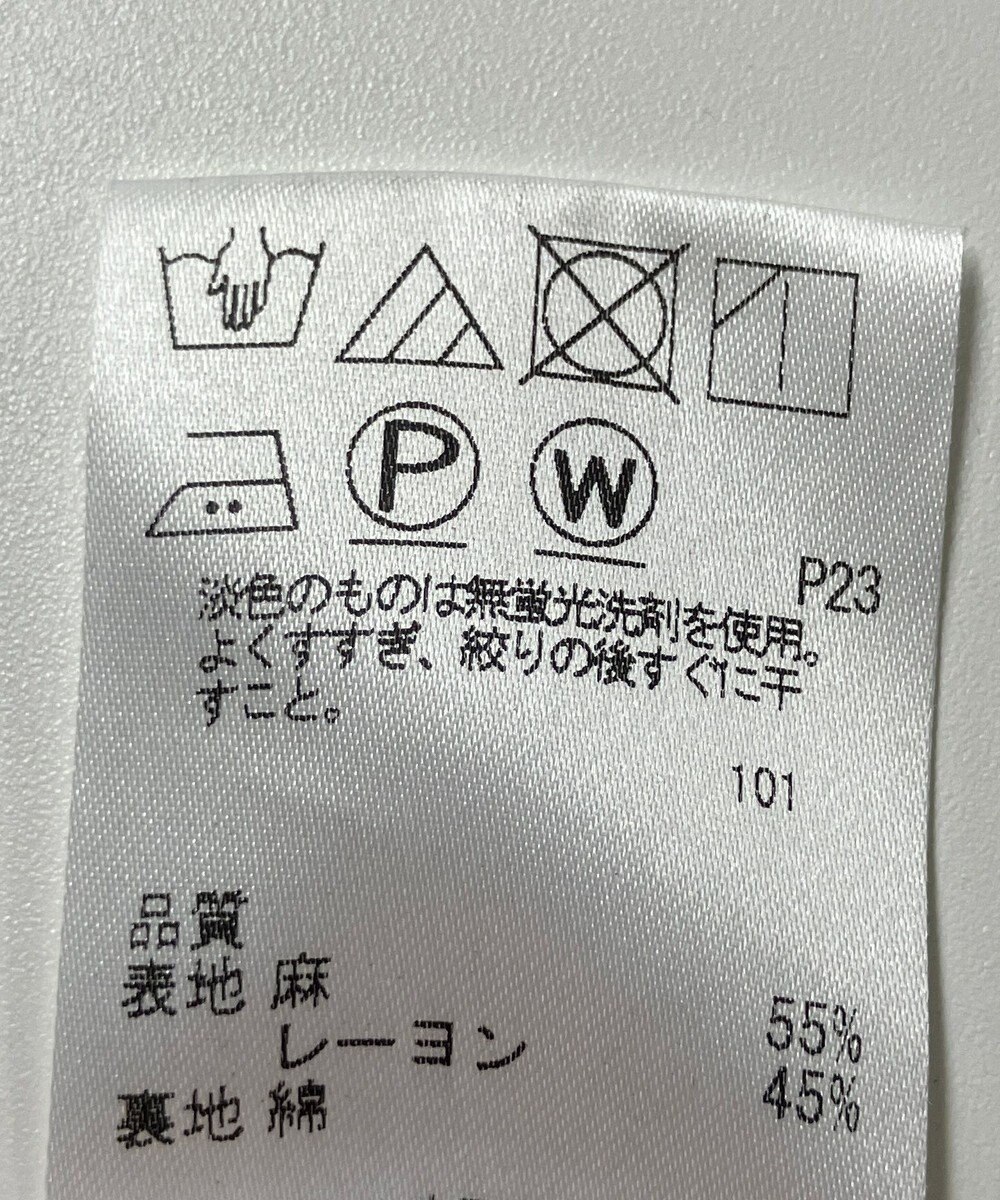 P W
P23
淡色のものは無蛍光洗剤を使用。
よくすすぎ、絞りの後すぐに干
すこと。
101
品質
表地 麻 55%
レーヨン 45%
裏地 綿